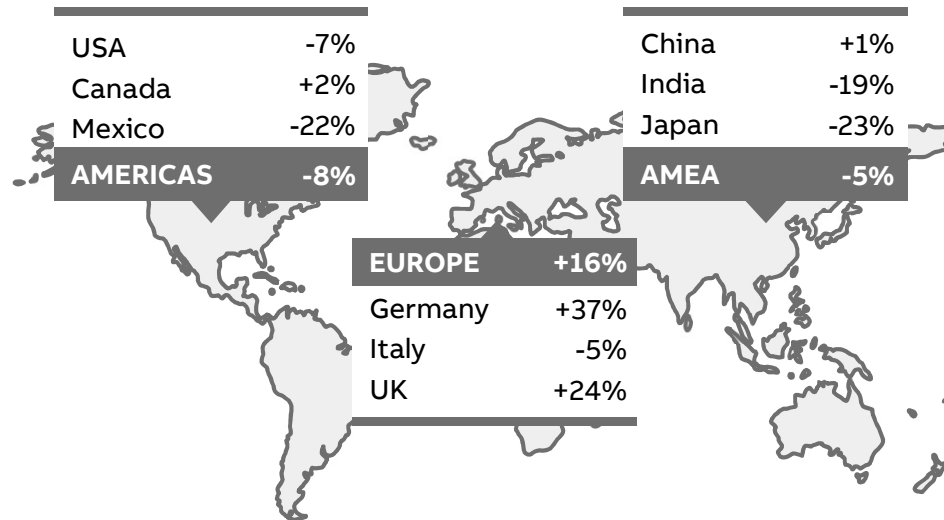 USA -7%
Canada +2%
Mexico -22%
AMERICAS -8%
China +1%
India -19%
Japan -23%
AMEA -5%
EUROPE +16%
Germany +37%
Italy -5%
UK +24%